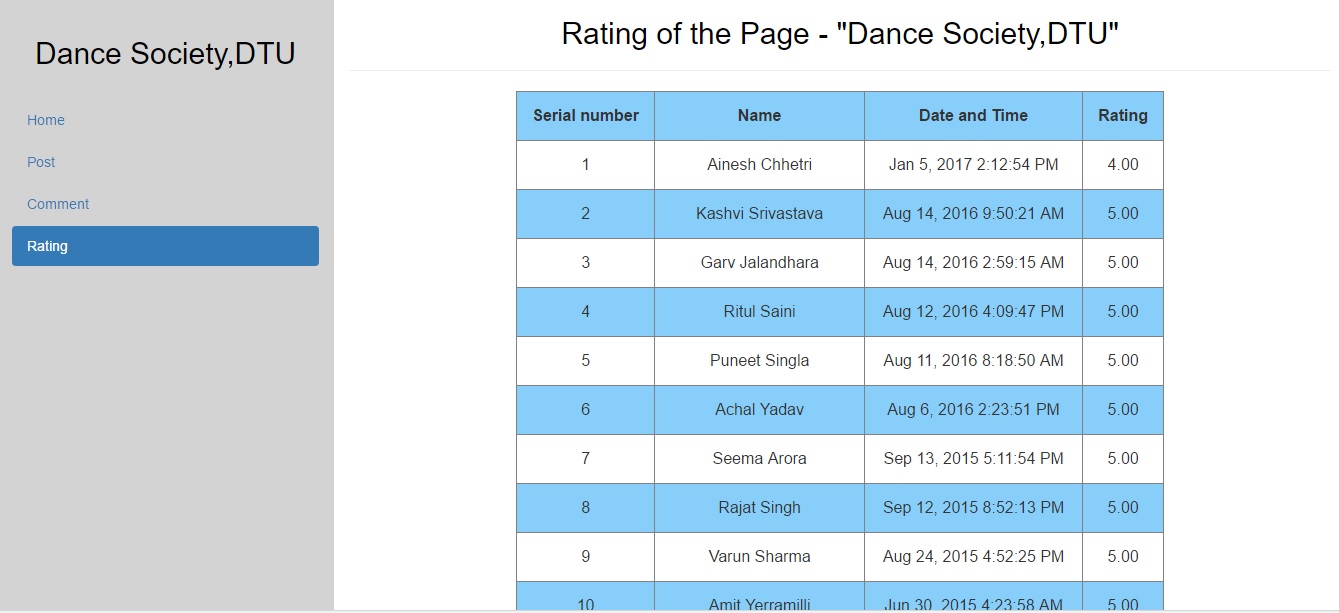 Dance Society,DTU
Home
Post
Comment
Rating
Rating of the Page - "Dance Society,DTU"
Serial number Name Date and Time Rating
1 Ainesh Chhetri Jan 5, 2017 2:12:54 PM 4.00
2 Kashvi Srivastava Aug 14, 2016 9:50:21 AM 5.00
3 Garv Jalandhara Aug 14, 2016 2:59:15 AM 5.00
4 Ritul Saini Aug 12, 2016 4:09:47 PM 5.00
5 Puneet Singla Aug 11, 2016 8:18:50 AM 5.00
6 Achal Yadav Aug 6, 2016 2:23:51 PM 5.00
7 Seema Arora Sep 13, 2015 5:11:54 PM 5.00
8 Rajat Singh Sep 12, 2015 8:52:13 PM 5.00
9 Varun Sharma Aug 24, 2015 4:52:25 PM 5.00
10 Amit Yerramilli Jun 30, 2015 4:23:58 AM 5.00